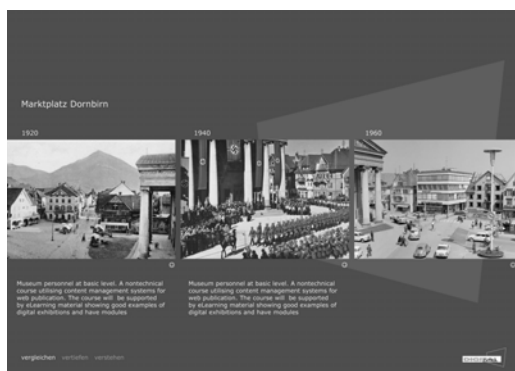 Marktplatz Dornbirn
1920
1940
1960
Museum personnel at basic level. A nontechnical
course utilising content management systems for
web publication. The course will be supported
by eLearning material showing good examples of
digital exhibitions and have modules
Museum personnel at basic level. A nontechnical
course utilising content management systems for
web publication. The course will be supported
by eLearning material showing good examples of
digital exhibitions and have modules
vergleichen vertiefen verstehen